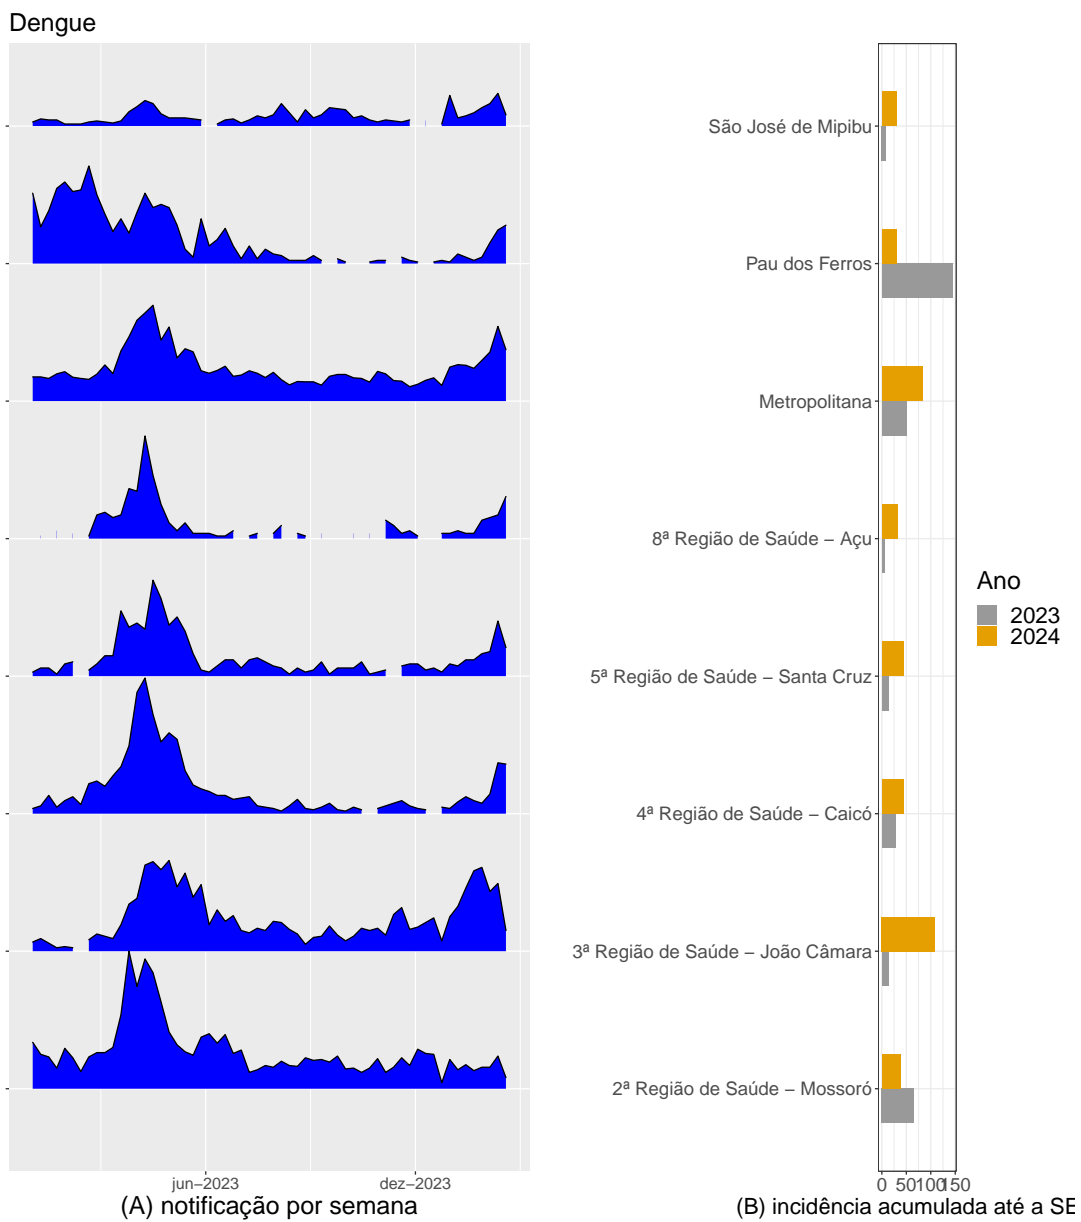 Dengue
São José de Mipibu
Pau dos Ferros
Metropolitana
8ª Região de Saúde – Açu
5ª Região de Saúde – Santa Cruz
4ª Região de Saúde – Caicó
3ª Região de Saúde – João Câmara
2ª Região de Saúde – Mossoró
Ano
2023
2024
jun–2023 dez–2023
0 50 100 150
(A) notificação por semana
(B) incidência acumulada até a SE